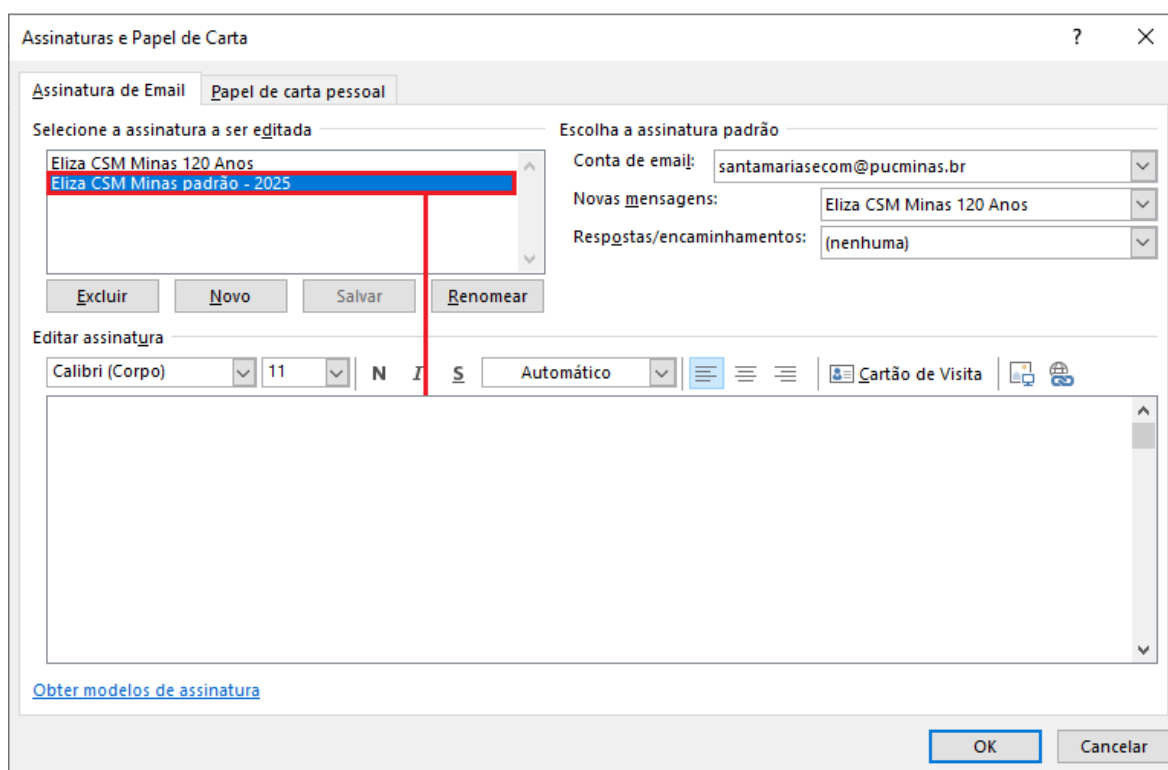 Assinaturas e Papel de Carta
?
Assinatura de Email
Papel de carta pessoal
Selecione a assinatura a ser editada
Eliza CSM Minas 120 Anos
Eliza CSM Minas padrão - 2025
Excluir
Novo
Salvar
Renomear
Escolha a assinatura padrão
Conta de email:
santamariasecom@pucminas.br
Novas mensagens:
Eliza CSM Minas 120 Anos
Respostas/encaminhamentos:
(nenhuma)
Editar assinatura
Calibri (Corpo)
11
N
I
S
Automático
Cartão de Visita
Obter modelos de assinatura
OK
Cancelar